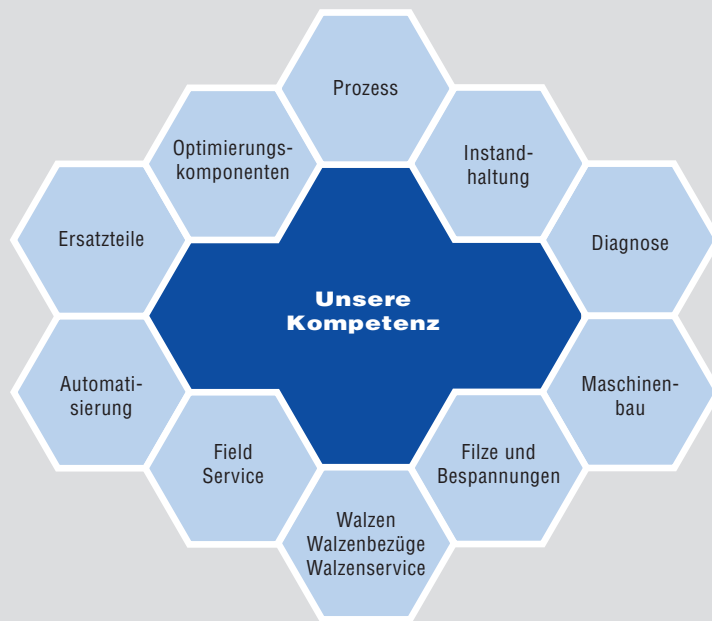 Prozess
Optimierungs-
komponenten
Instand-
haltung
Ersatzteile
Diagnose
Unsere
Kompetenz
Automati-
sierung
Maschinen-
bau
Field
Service
Filze und
Bespannungen
Walzen
Walzenbezüge
Walzenservice